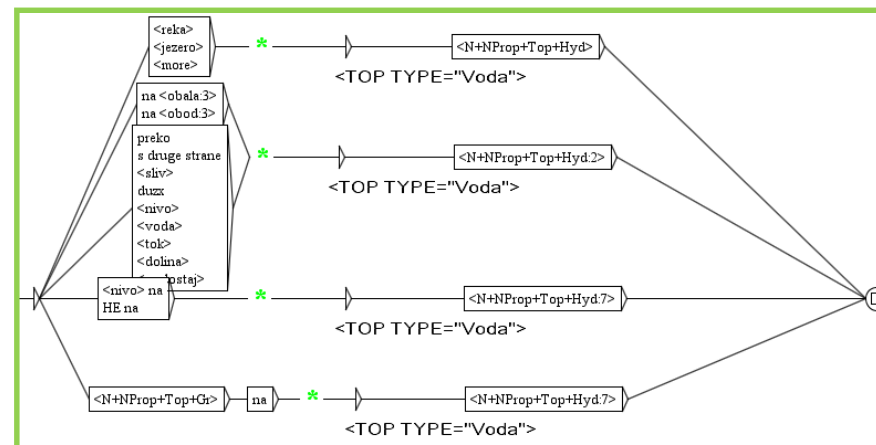 <reka>
<jezero>
<more>
*
<N+NProp+Top+Hyd>
<TOP TYPE="Voda">
na <obala:3>
na <obod:3>
preko
s druge strane
<sliv>
duzx
<nivo>
<voda>
<tok>
<dolina>
*
<N+NProp+Top+Hyd:2>
<TOP TYPE="Voda">
<nivo> na
HE na
*
<N+NProp+Top+Hyd:7>
<TOP TYPE="Voda">
<N+NProp+Top+Gr>
na
*
<N+NProp+Top+Hyd:7>
<TOP TYPE="Voda">